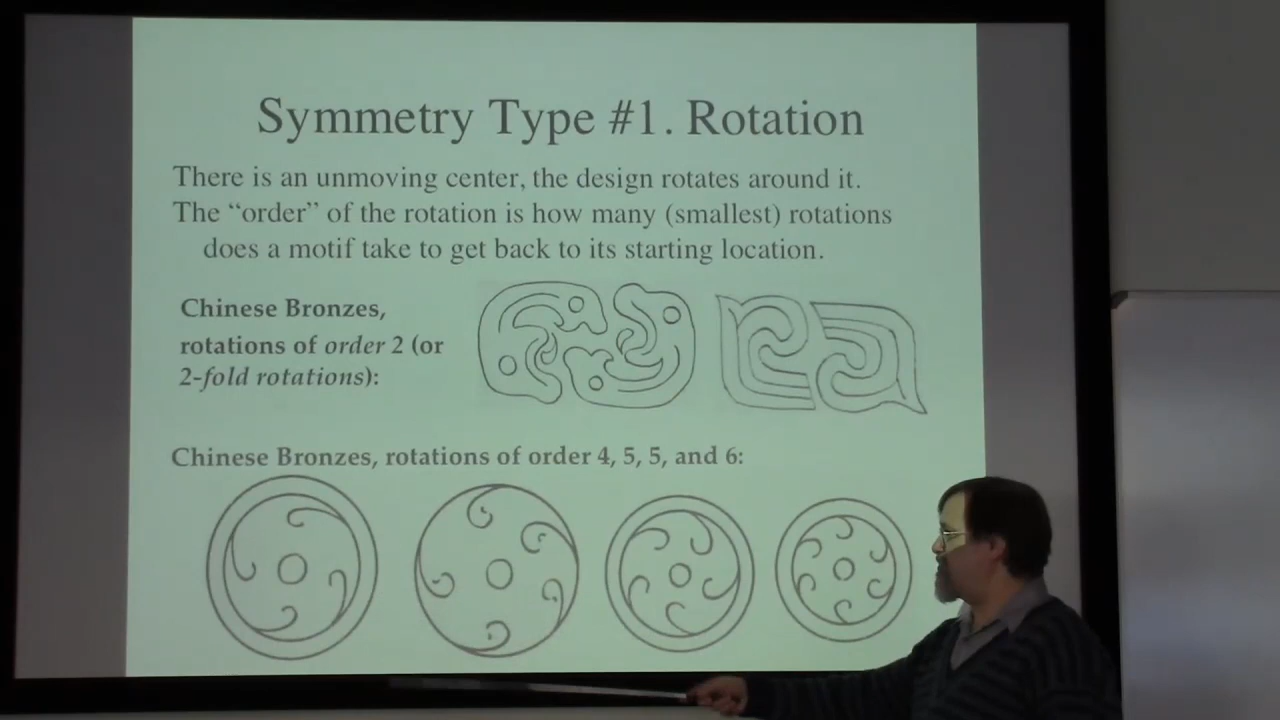 Symmetry Type #1. Rotation
There is an unmoving center, the design rotates around it.
The “order” of the rotation is how many (smallest) rotations
does a motif take to get back to its starting location.
Chinese Bronzes,
rotations of order 2 (or
2-fold rotations):
Chinese Bronzes, rotations of order 4, 5, 5, and 6: